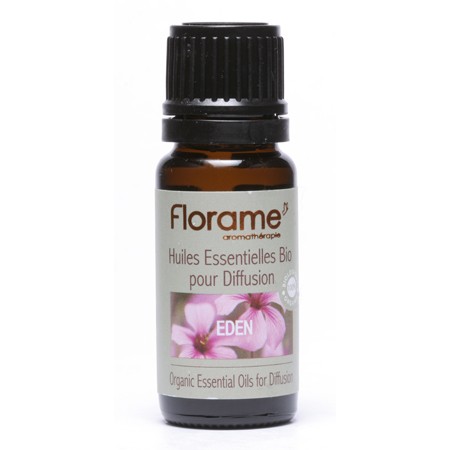 Florame
aromathérapie
Huiles Essentielles Bio
pour Diffusion
EDEN
Organic Essential Oils for Diffusion